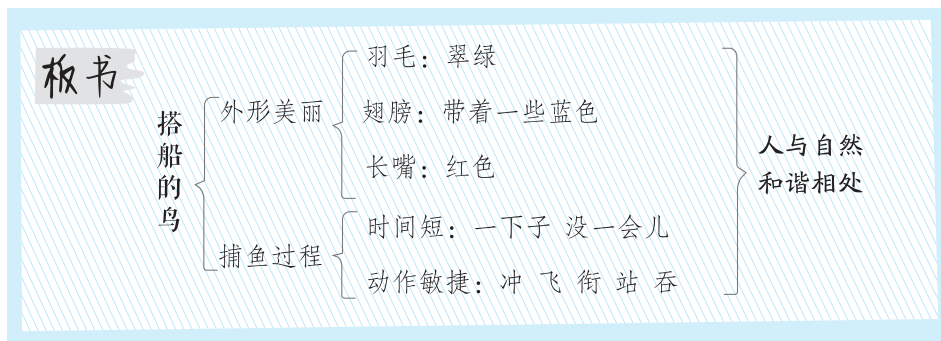 板书
搭船的鸟
外形美丽
羽毛：翠绿
翅膀：带着一些蓝色
长嘴：红色
捕鱼过程
时间短：一下子 没一会儿
动作敏捷：冲 飞 衔 站 吞
人与自然
和谐相处